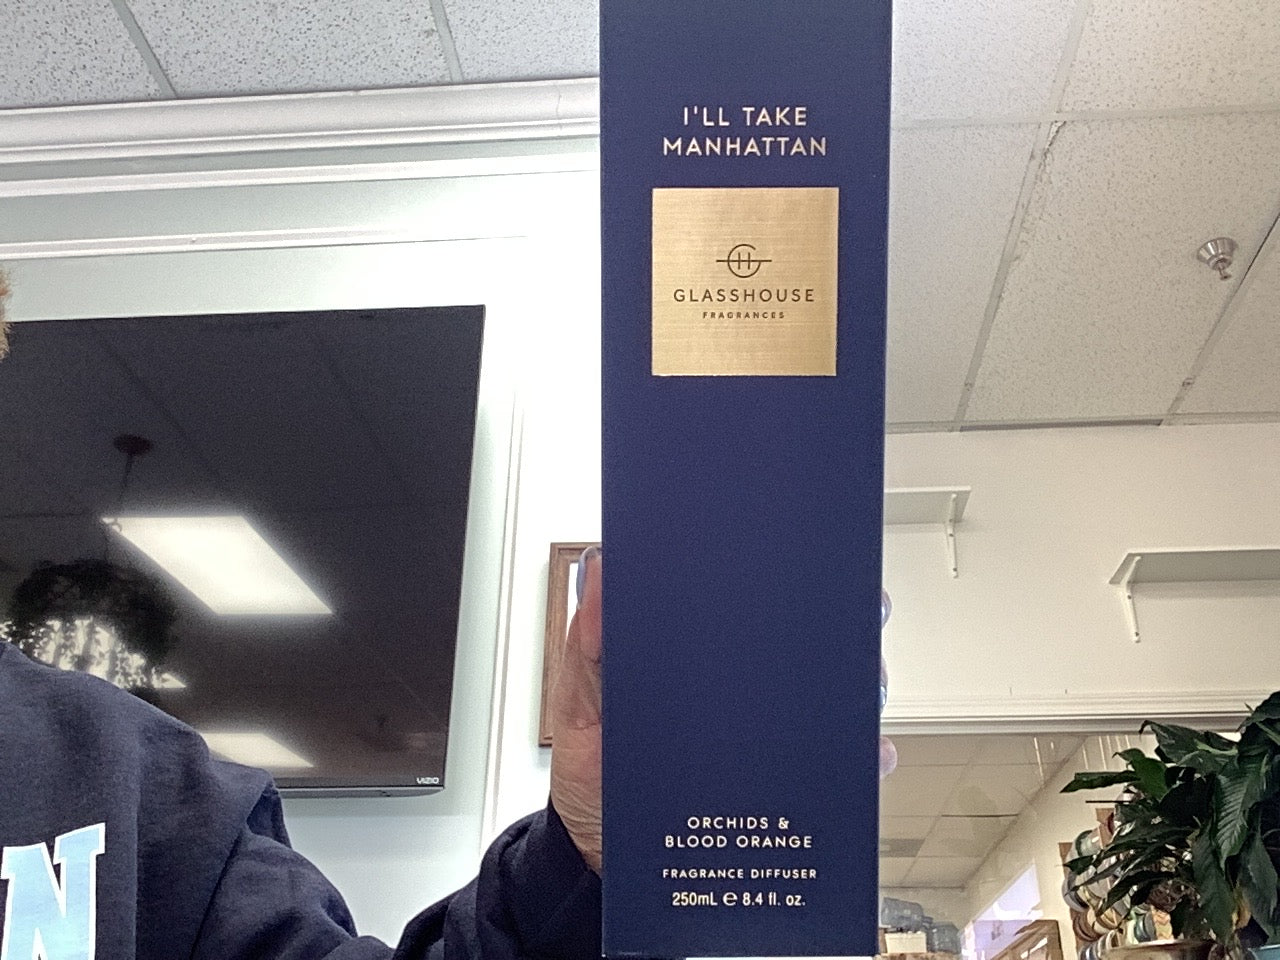 I'LL TAKE
MANHATTAN
GLASSHOUSE
FRAGRANCES
ORCHIDS &
BLOOD ORANGE
FRAGRANCE DIFFUSER
250mL ℮ 8.4 fl. oz.
VIZIO
N